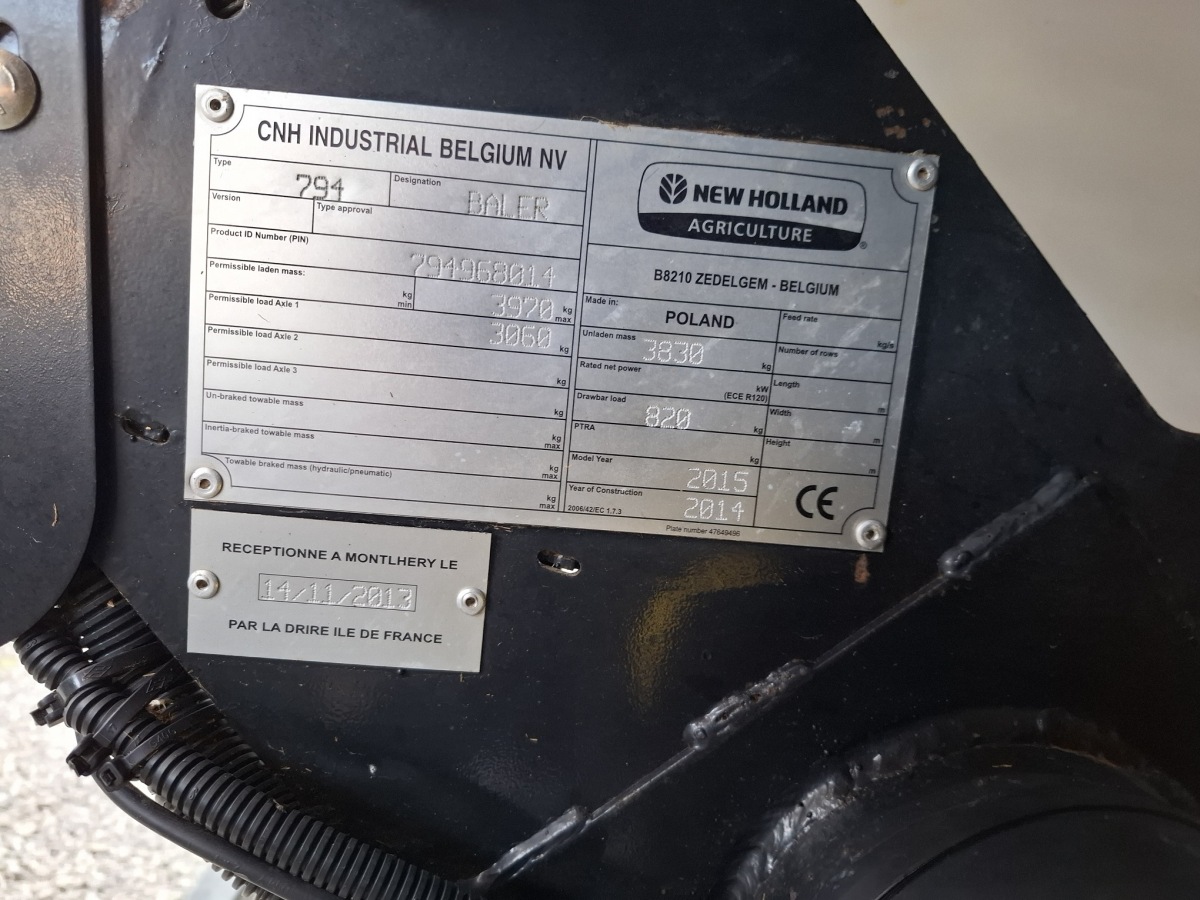 CNH INDUSTRIAL BELGIUM NV
Type 794
Designation BALER
Version
Type approval
Product ID Number (PIN) 794968014
Permissible laden mass: kg min 3970 kg max
Permissible load Axle 1 3060 kg
Permissible load Axle 2 kg
Permissible load Axle 3 kg
Un-braked towable mass kg max
Inertia-braked towable mass kg max
Towable braked mass (hydraulic/pneumatic) kg max
NEW HOLLAND
AGRICULTURE
®
B8210 ZEDELGEM - BELGIUM
Made in: POLAND
Feed rate kg/s
Unladen mass 3830 kg
Number of rows
Rated net power kW (ECE R120)
Length m
Drawbar load 820 kg
Width m
PTRA kg
Height m
Model Year 2015
Year of Construction 2014
2006/42/EC 1.7.3
CE
Plate number 47649486
RECEPTIONNE A MONTLHERY LE
14/11/2013
PAR LA DRIRE ILE DE FRANCE